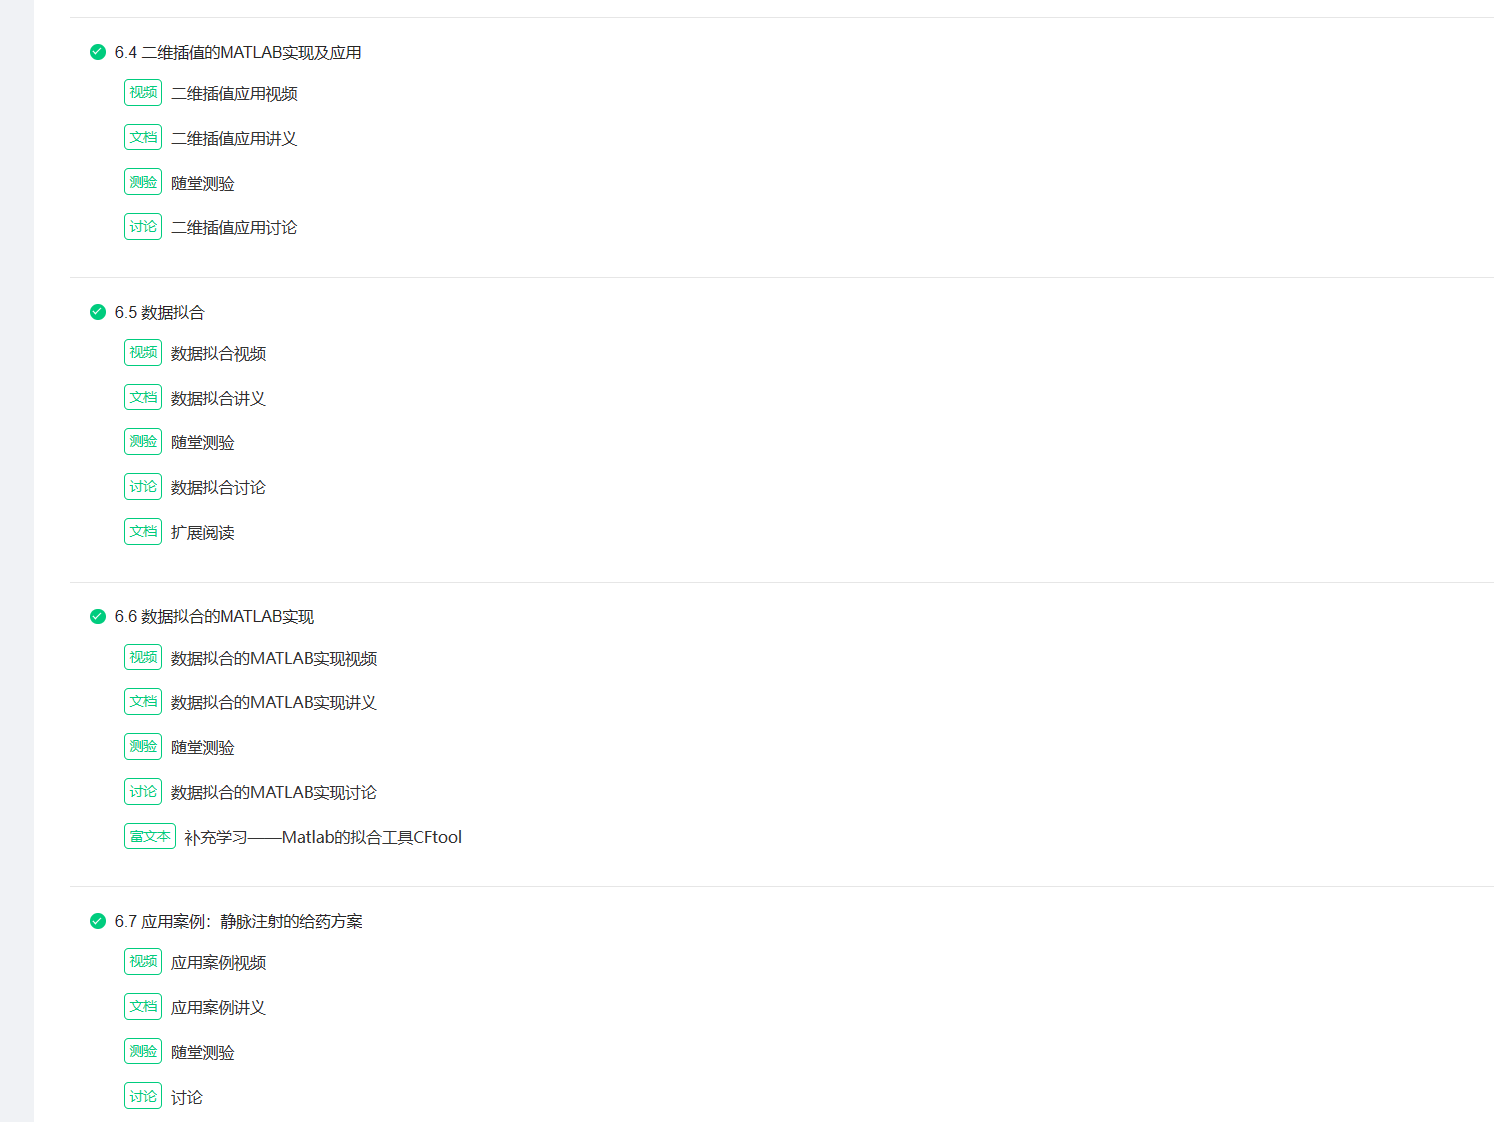 6.4 二维插值的MATLAB实现及应用
视频 二维插值应用视频
文档 二维插值应用讲义
测验 随堂测验
讨论 二维插值应用讨论
6.5 数据拟合
视频 数据拟合视频
文档 数据拟合讲义
测验 随堂测验
讨论 数据拟合讨论
文档 扩展阅读
6.6 数据拟合的MATLAB实现
视频 数据拟合的MATLAB实现视频
文档 数据拟合的MATLAB实现讲义
测验 随堂测验
讨论 数据拟合的MATLAB实现讨论
富文本 补充学习——Matlab的拟合工具CFtool
6.7 应用案例：静脉注射的给药方案
视频 应用案例视频
文档 应用案例讲义
测验 随堂测验
讨论 讨论